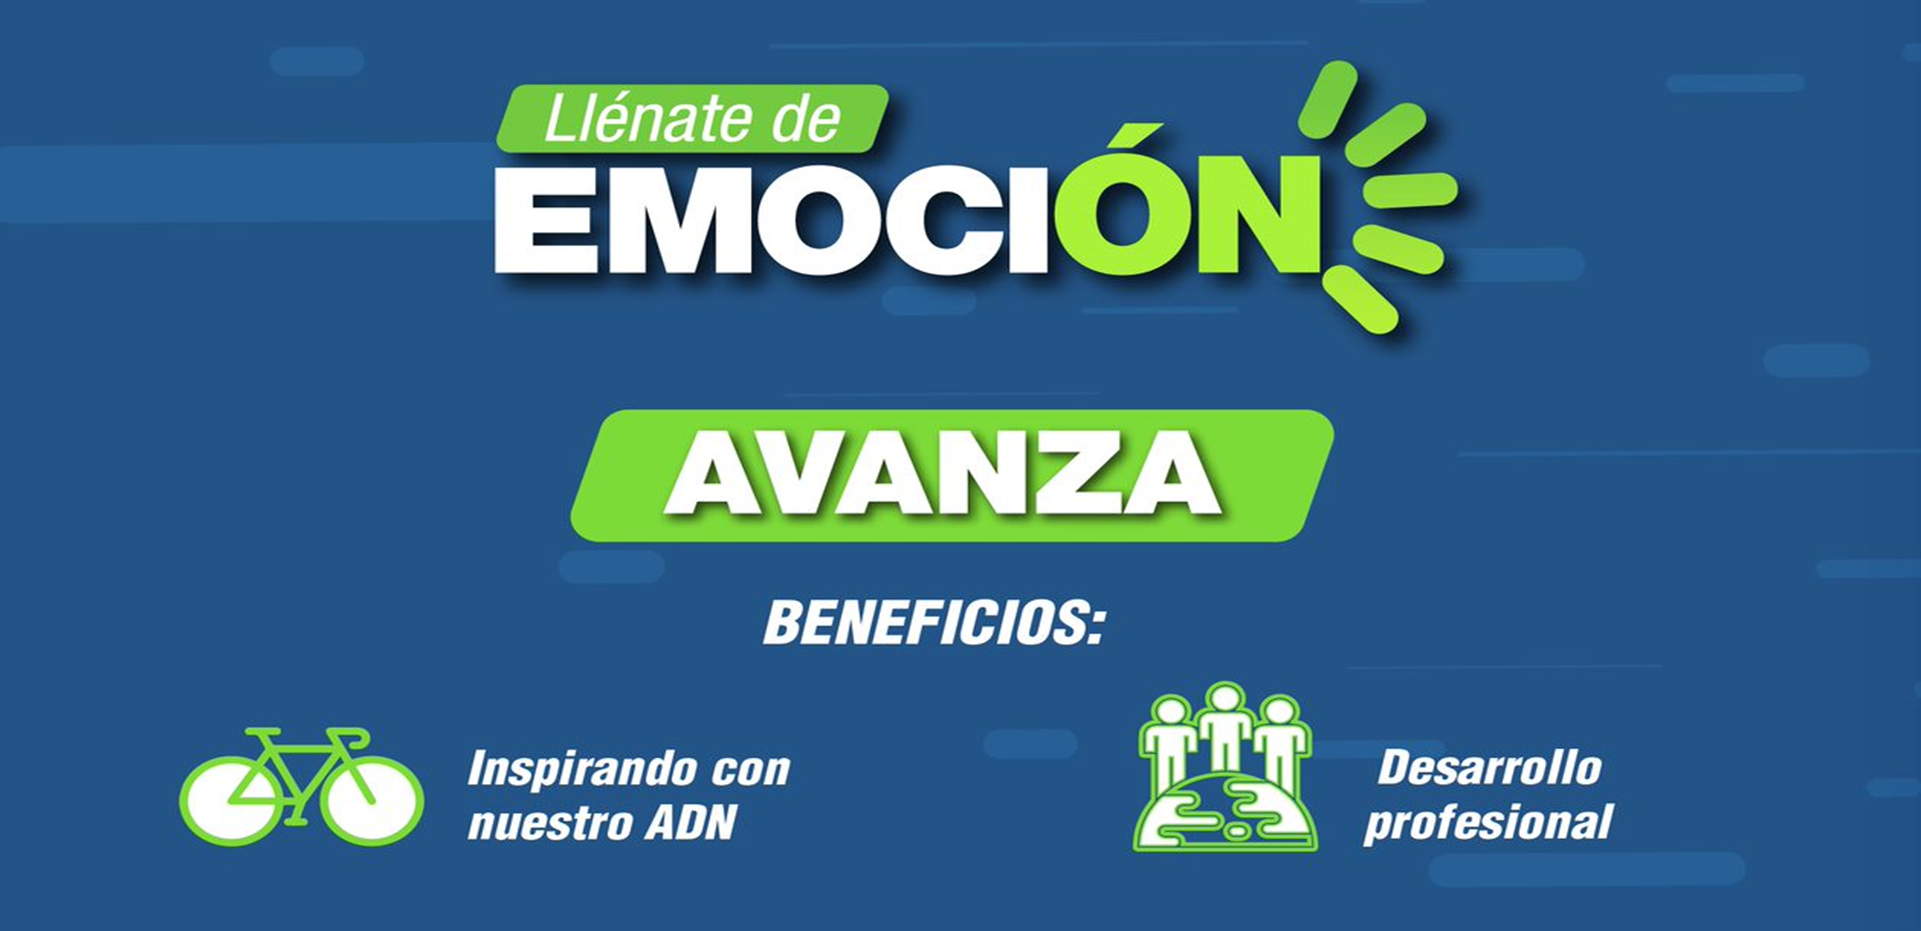 Llénate de
EMOCIÓN
AVANZA
BENEFICIOS:
Inspirando con
nuestro ADN
Desarrollo
profesional